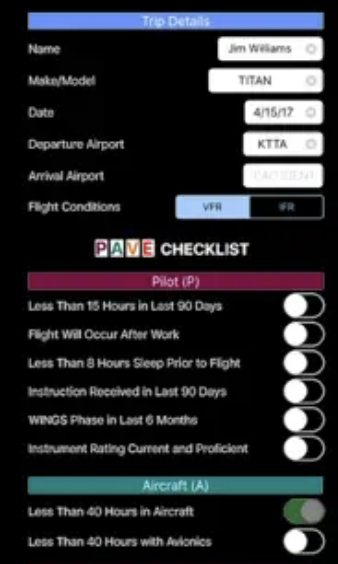 Trip Details
Name Jim Williams
Make/Model TITAN
Date 4/15/17
Departure Airport KTTA
Arrival Airport
Flight Conditions VFR IFR
PAVE CHECKLIST
Pilot (P)
Less Than 15 Hours in Last 90 Days
Flight Will Occur After Work
Less Than 8 Hours Sleep Prior to Flight
Instruction Received in Last 90 Days
WINGS Phase in Last 6 Months
Instrument Rating Current and Proficient
Aircraft (A)
Less Than 40 Hours in Aircraft
Less Than 40 Hours with Avionics